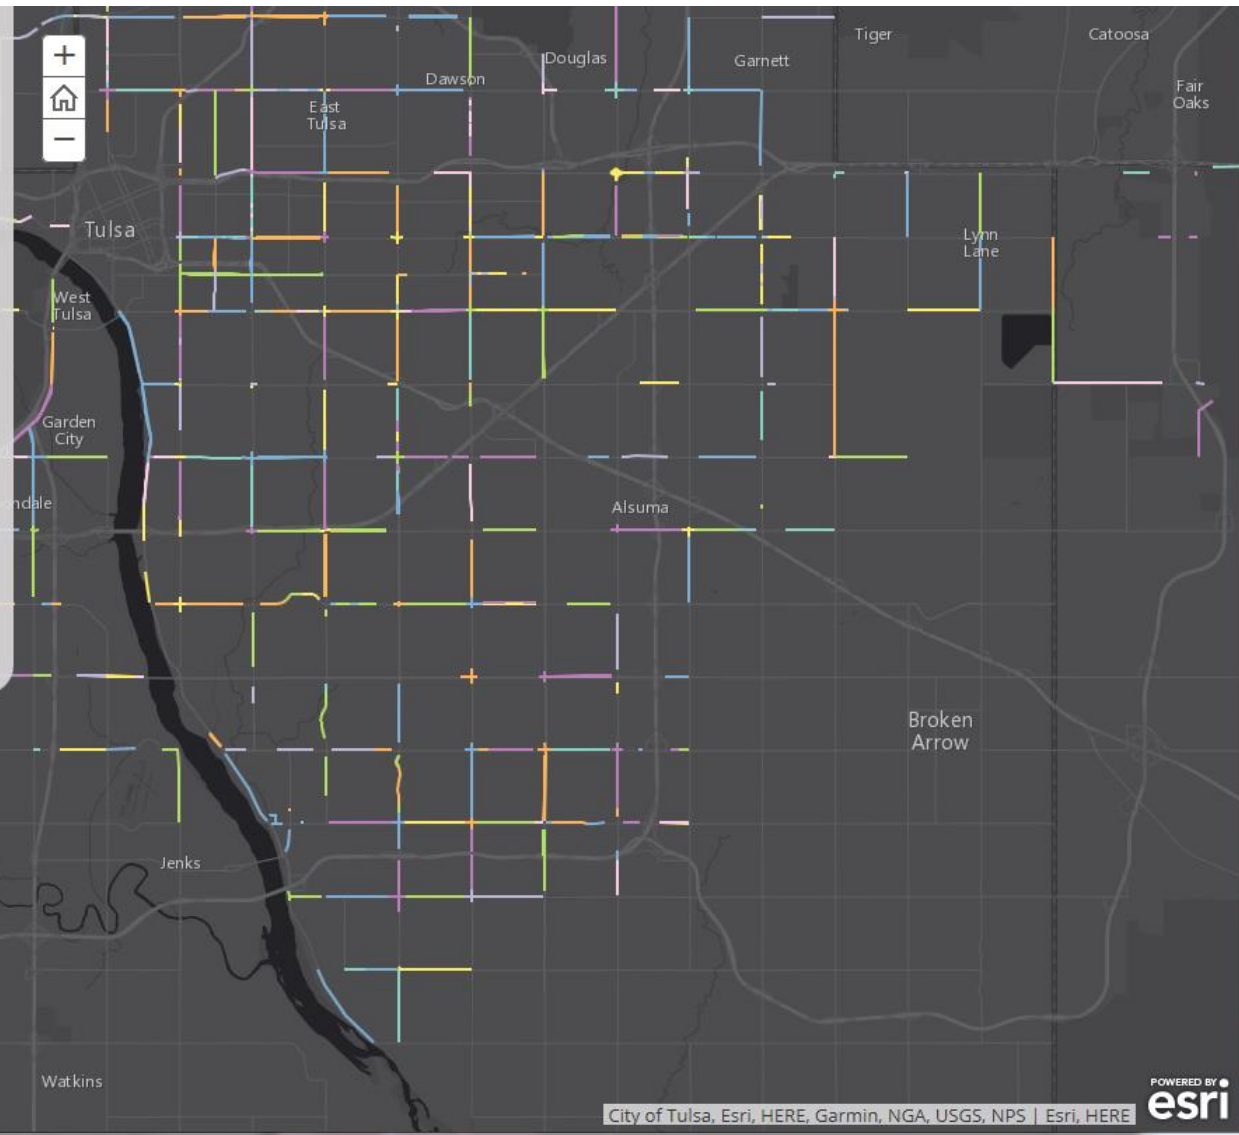 +
−
Tiger
Catoosa
Douglas
Garnett
Dawson
Fair
Oaks
East
Tulsa
Tulsa
Lynn
Lane
West
Tulsa
Garden
City
ondale
Alsuma
Broken
Arrow
Jenks
Watkins
POWERED BY
esri
City of Tulsa, Esri, HERE, Garmin, NGA, USGS, NPS | Esri, HERE